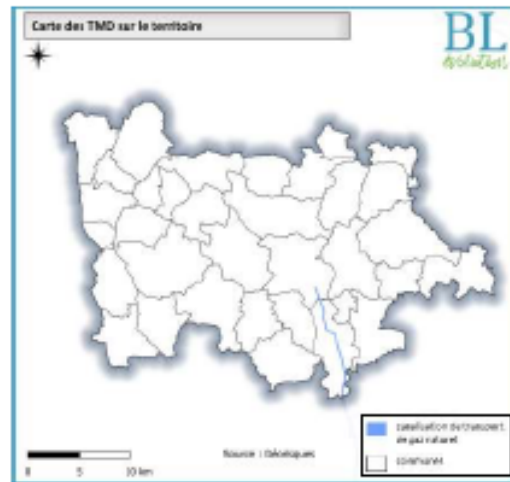 Carte des TMD sur le territoire
BL
évolution
canalisation de transport
de gaz naturel
communes
Source : Géorisques
0 5 10 km